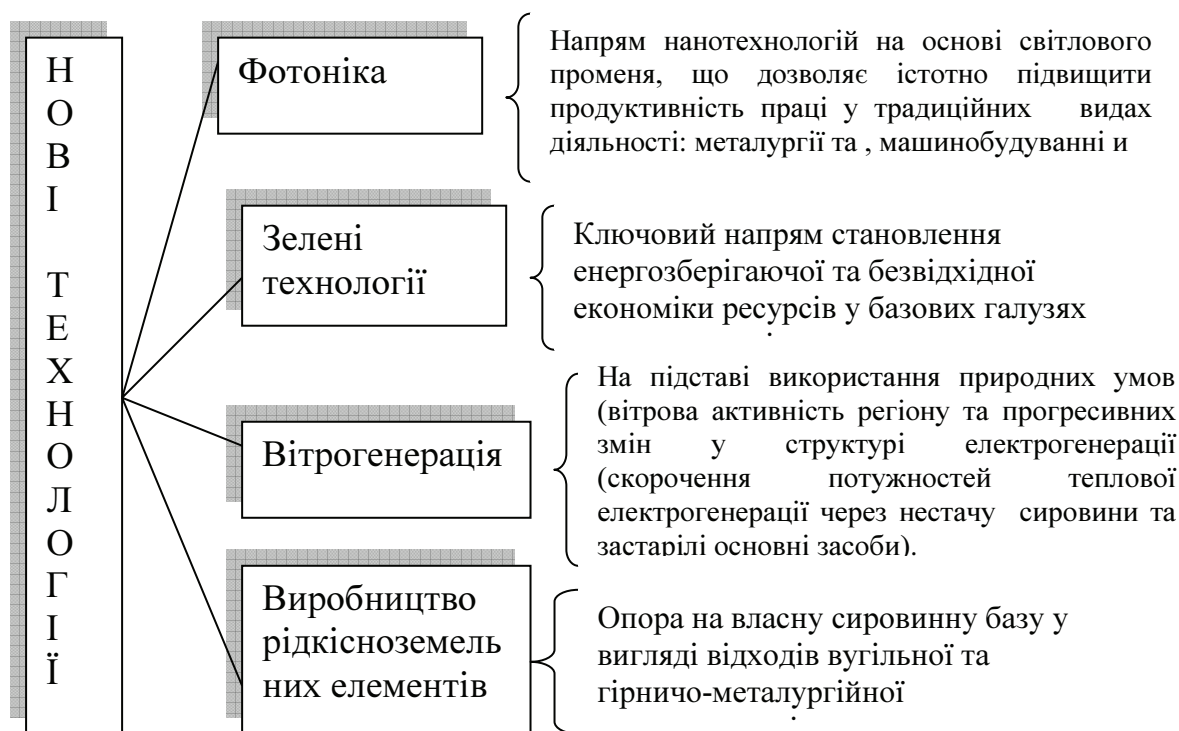 НОВІ ТЕХНОЛОГІЇ
Фотоніка
Напрям нанотехнологій на основі світлового
променя, що дозволяє істотно підвищити
продуктивність праці у традиційних видах
діяльності: металургії та , машинобудуванні и
Зелені
технології
Ключовий напрям становлення
енергозберігаючої та безвідхідної
економіки ресурсів у базових галузях
Вітрогенерація
На підставі використання природних умов
(вітрова активність регіону та прогресивних
змін у структурі електрогенерації
(скорочення потужностей теплової
електрогенерації через нестачу сировини та
застарілі основні засоби).
Виробництво
рідкісноземель
них елементів
Опора на власну сировинну базу у
вигляді відходів вугільної та
гірничо-металургійної